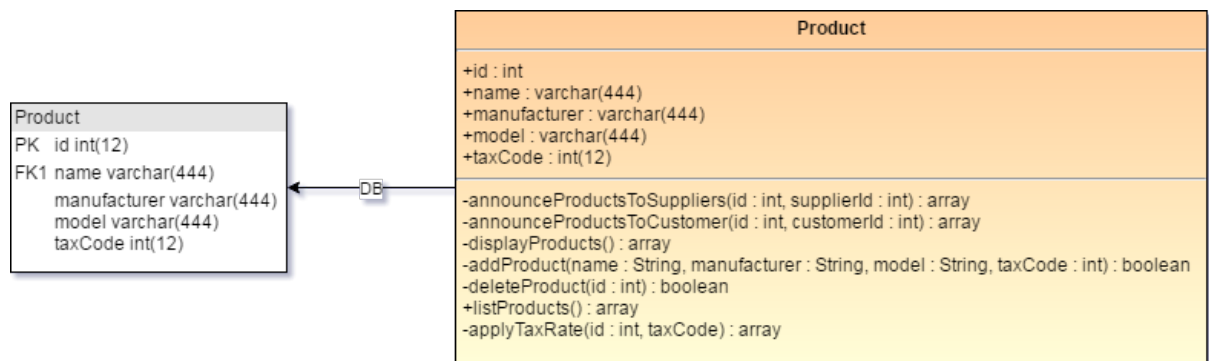 Product
PK id int(12)
FK1 name varchar(444)
manufacturer varchar(444)
model varchar(444)
taxCode int(12)
DB
Product
+id : int
+name : varchar(444)
+manufacturer : varchar(444)
+model : varchar(444)
+taxCode : int(12)
-announceProductsToSuppliers(id : int, supplierId : int) : array
-announceProductsToCustomer(id : int, customerId : int) : array
-displayProducts() : array
-addProduct(name : String, manufacturer : String, model : String, taxCode : int) : boolean
-deleteProduct(id : int) : boolean
+listProducts() : array
-applyTaxRate(id : int, taxCode) : array